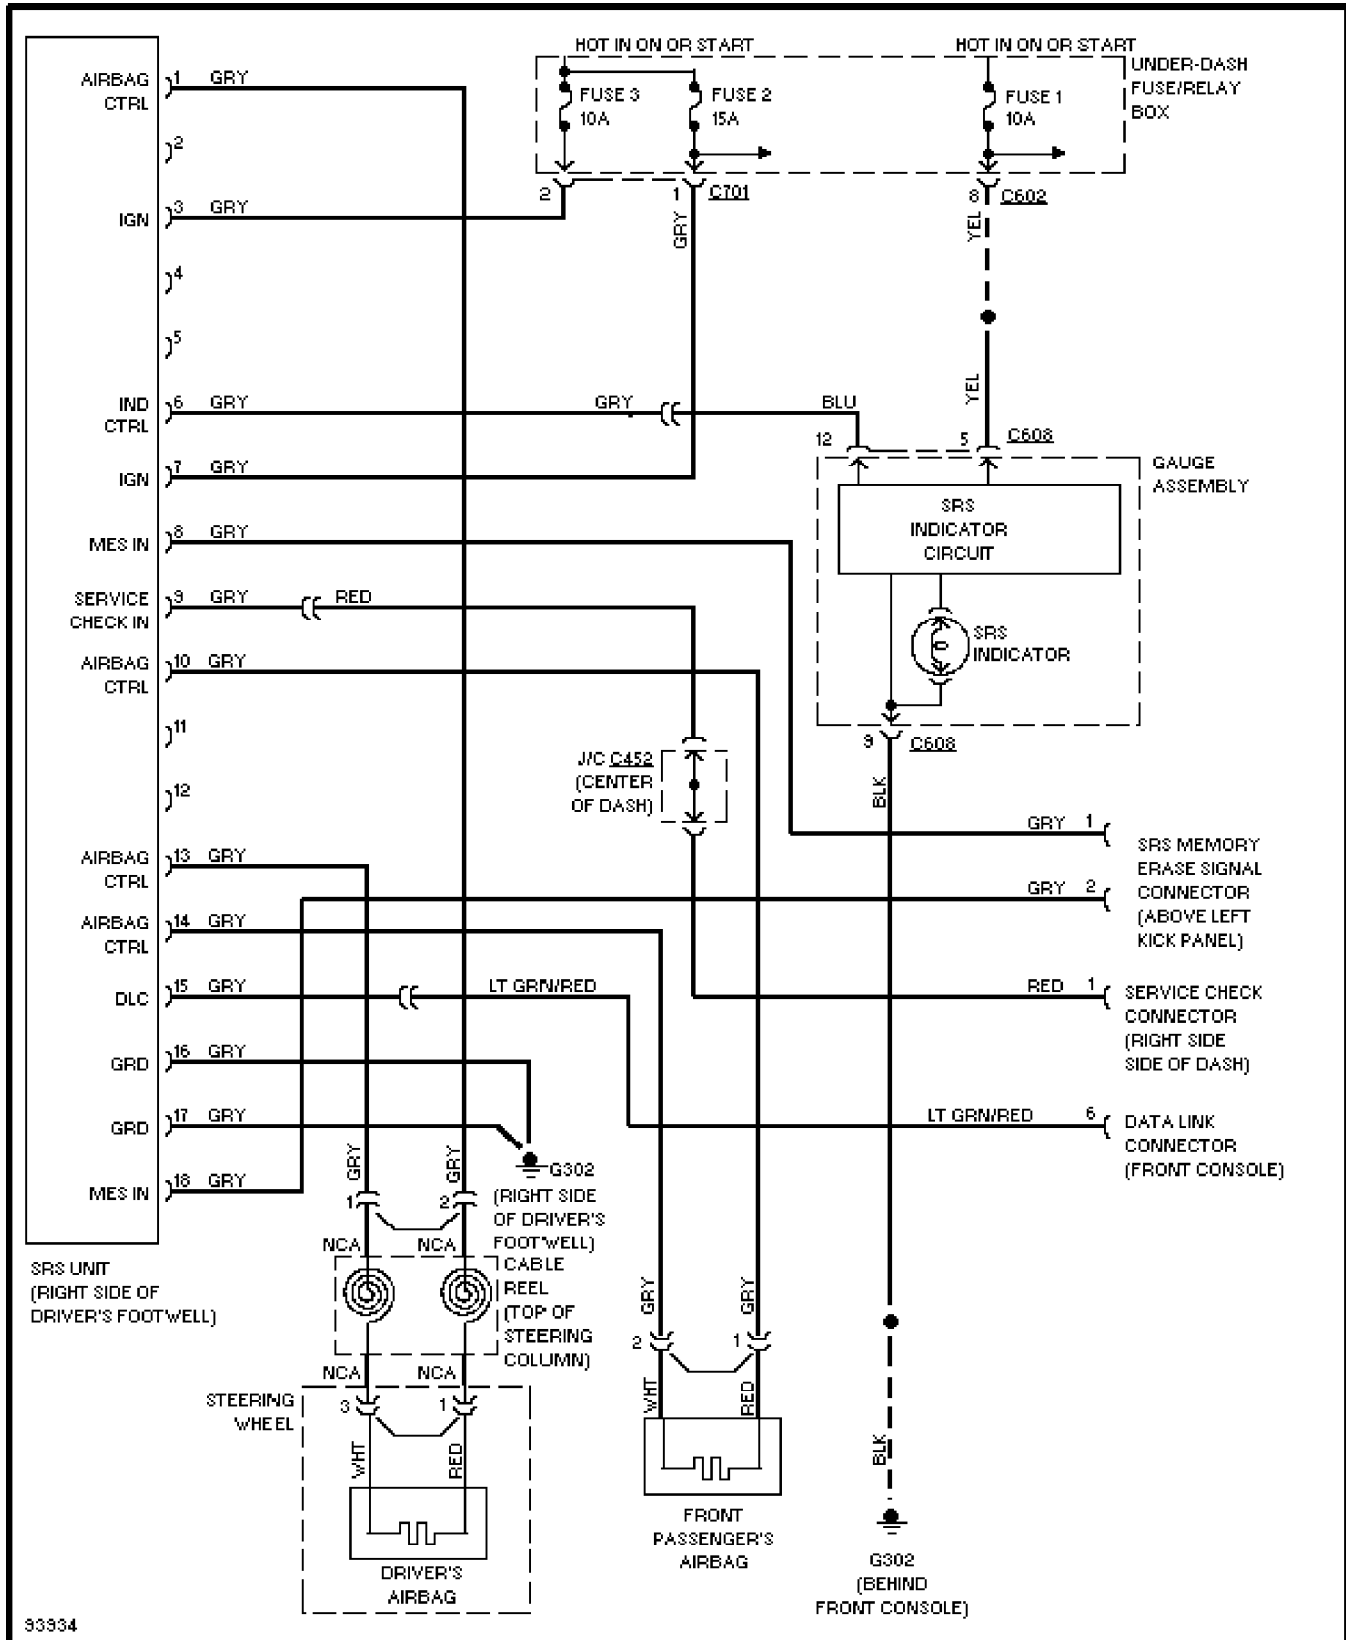 HOT IN ON OR START
HOT IN ON OR START
UNDER-DASH
FUSE/RELAY
BOX
FUSE 3
10A
FUSE 2
15A
FUSE 1
10A
2
1
C701
8
C602
GRY
YEL
YEL
AIRBAG
CTRL
1
GRY
2
IGN
3
GRY
4
5
IND
CTRL
6
GRY
GRY
BLU
12
5
C608
IGN
7
GRY
GAUGE
ASSEMBLY
SRS
INDICATOR
CIRCUIT
MES IN
8
GRY
SERVICE
CHECK IN
9
GRY
RED
SRS
INDICATOR
AIRBAG
CTRL
10
GRY
11
9
C608
J/C C452
(CENTER
OF DASH)
BLK
12
GRY
1
SRS MEMORY
ERASE SIGNAL
CONNECTOR
(ABOVE LEFT
KICK PANEL)
AIRBAG
CTRL
13
GRY
GRY
2
AIRBAG
CTRL
14
GRY
DLC
15
GRY
LT GRN/RED
RED
1
SERVICE CHECK
CONNECTOR
(RIGHT SIDE
SIDE OF DASH)
GRD
16
GRY
GRD
17
GRY
LT GRN/RED
6
DATA LINK
CONNECTOR
(FRONT CONSOLE)
MES IN
18
GRY
GRY
GRY
G302
(RIGHT SIDE
OF DRIVER'S
FOOTWELL)
1
2
NCA
NCA
SRS UNIT
(RIGHT SIDE OF
DRIVER'S FOOTWELL)
CABLE
REEL
(TOP OF
STEERING
COLUMN)
GRY
GRY
2
1
NCA
NCA
STEERING
WHEEL
3
1
WHT
RED
WHT
RED
BLK
FRONT
PASSENGER'S
AIRBAG
DRIVER'S
AIRBAG
G302
(BEHIND
FRONT CONSOLE)
93934